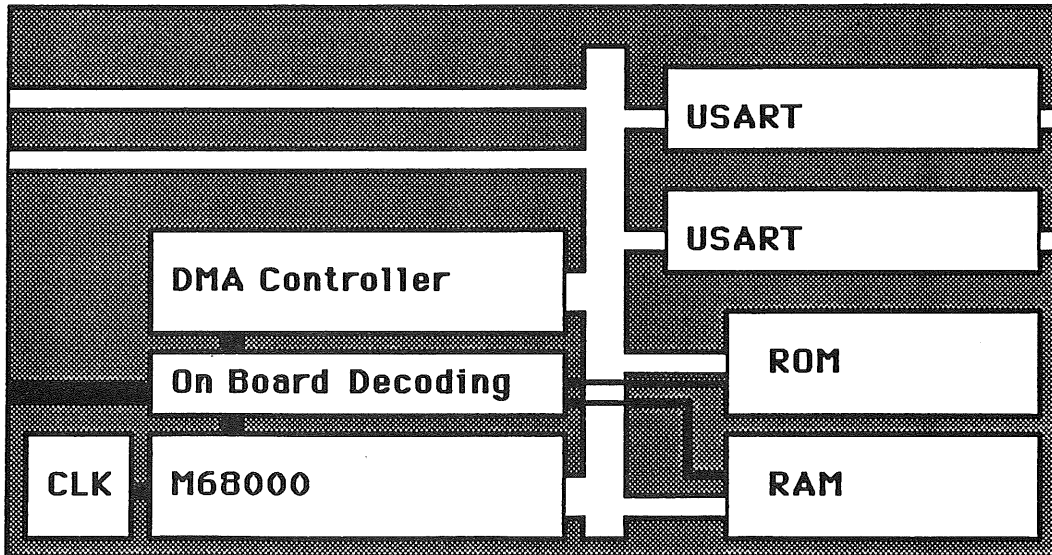 USART
USART
DMA Controller
ROM
On Board Decoding
CLK
M68000
RAM